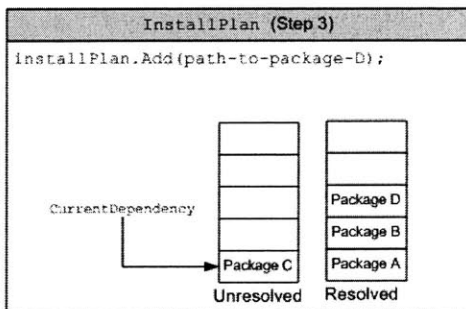 InstallPlan (Step 3)
installPlan.Add(path-to-package-D);
Package D
CurrentDependency
Package B
Package C
Package A
Unresolved
Resolved